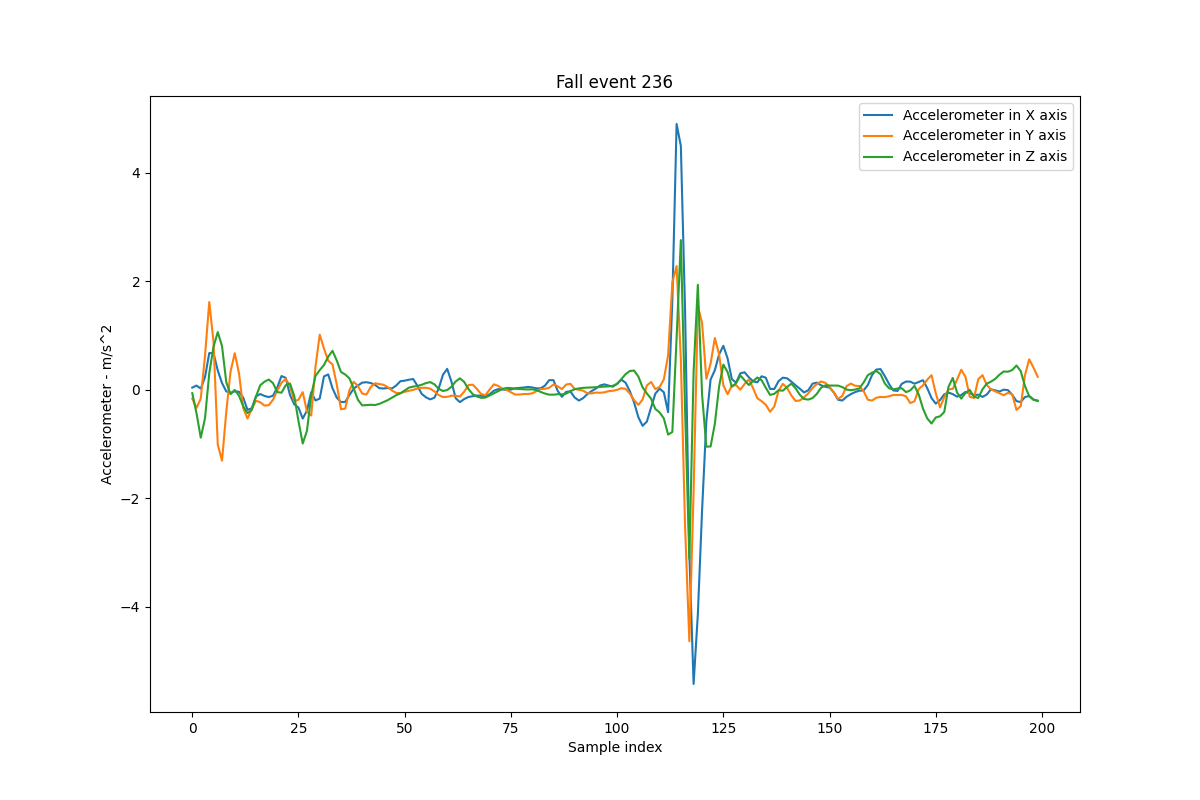 Fall event 236
Accelerometer in X axis
Accelerometer in Y axis
Accelerometer in Z axis
Accelerometer - m/s^2
4
2
0
−2
−4
0 25 50 75 100 125 150 175 200
Sample index